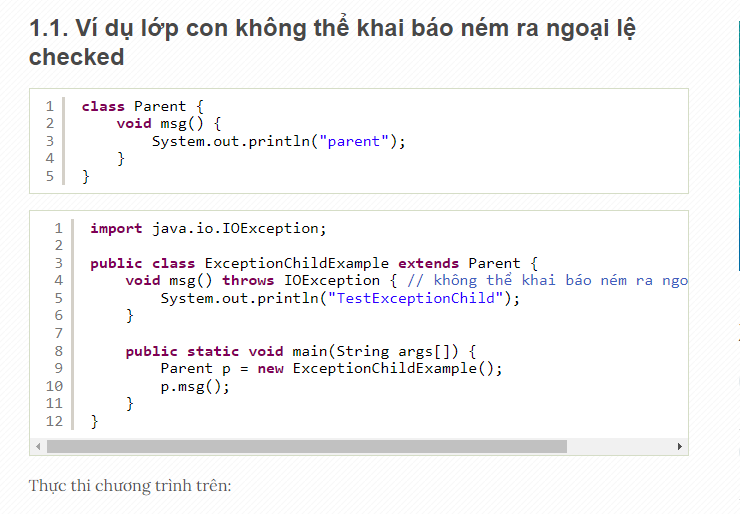 1.1. Ví dụ lớp con không thể khai báo ném ra ngoại lệ
checked
1 class Parent {
2     void msg() {
3         System.out.println("parent");
4     }
5 }
1 import java.io.IOException;
2
3 public class ExceptionChildExample extends Parent {
4     void msg() throws IOException { // không thể khai báo ném ra ngo
5         System.out.println("TestExceptionChild");
6     }
7
8     public static void main(String args[]) {
9         Parent p = new ExceptionChildExample();
10         p.msg();
11     }
12 }
Thực thi chương trình trên: